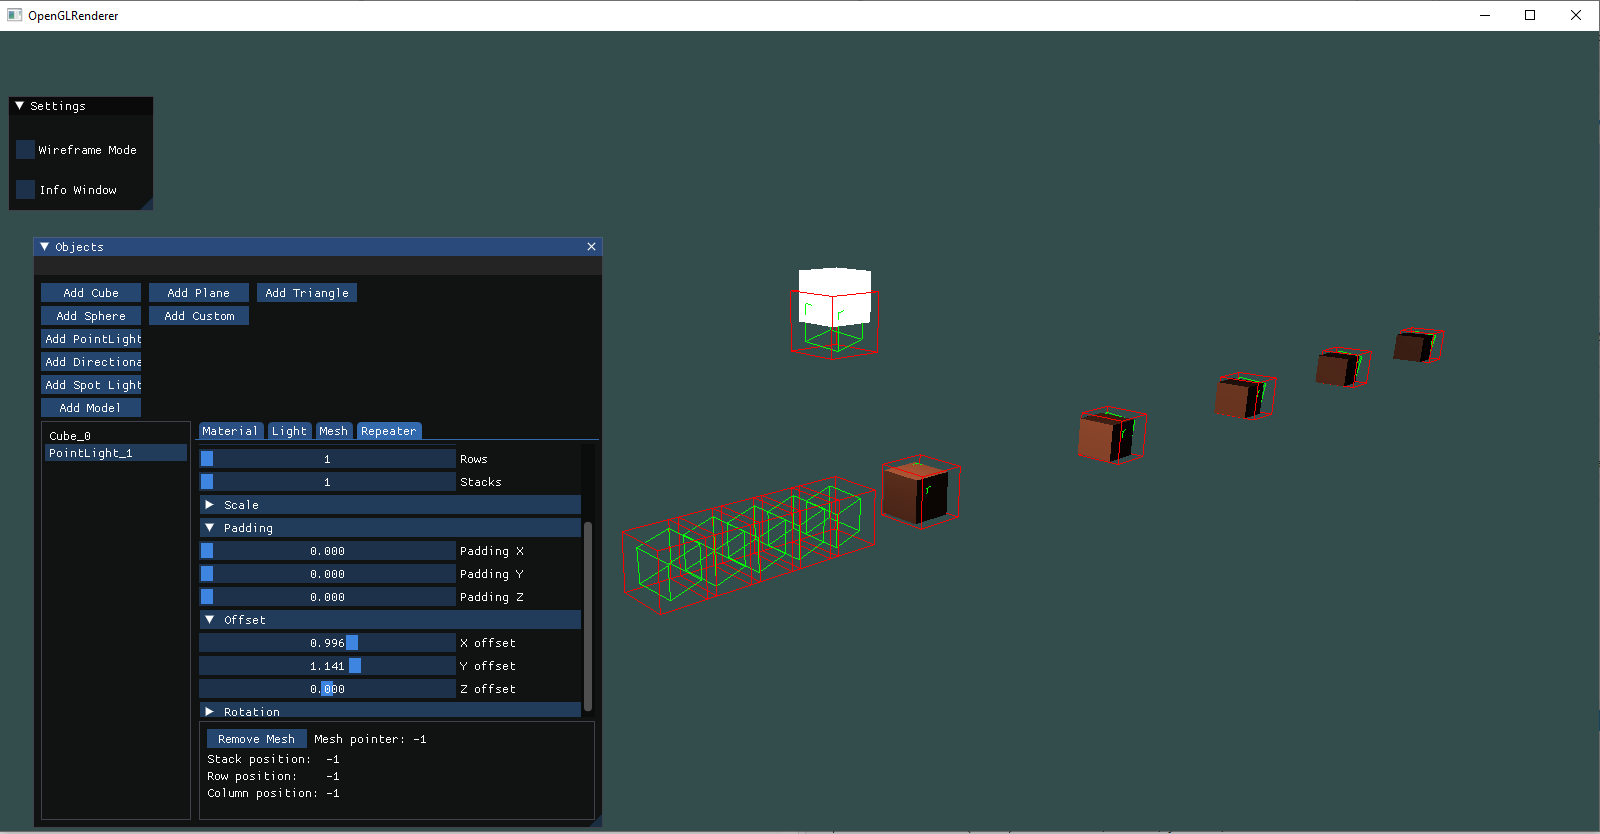 OpenGLRenderer
Settings
Wireframe Mode
Info Window
Objects
Add Cube Add Plane Add Triangle
Add Sphere Add Custom
Add PointLight
Add Directiona
Add Spot Light
Add Model
Cube_0
PointLight_1
Material Light Mesh Repeater
1 Rows
1 Stacks
Scale
Padding
0.000 Padding X
0.000 Padding Y
0.000 Padding Z
Offset
0.996 X offset
1.141 Y offset
0.000 Z offset
Rotation
Remove Mesh Mesh pointer: -1
Stack position: -1
Row position: -1
Column position: -1